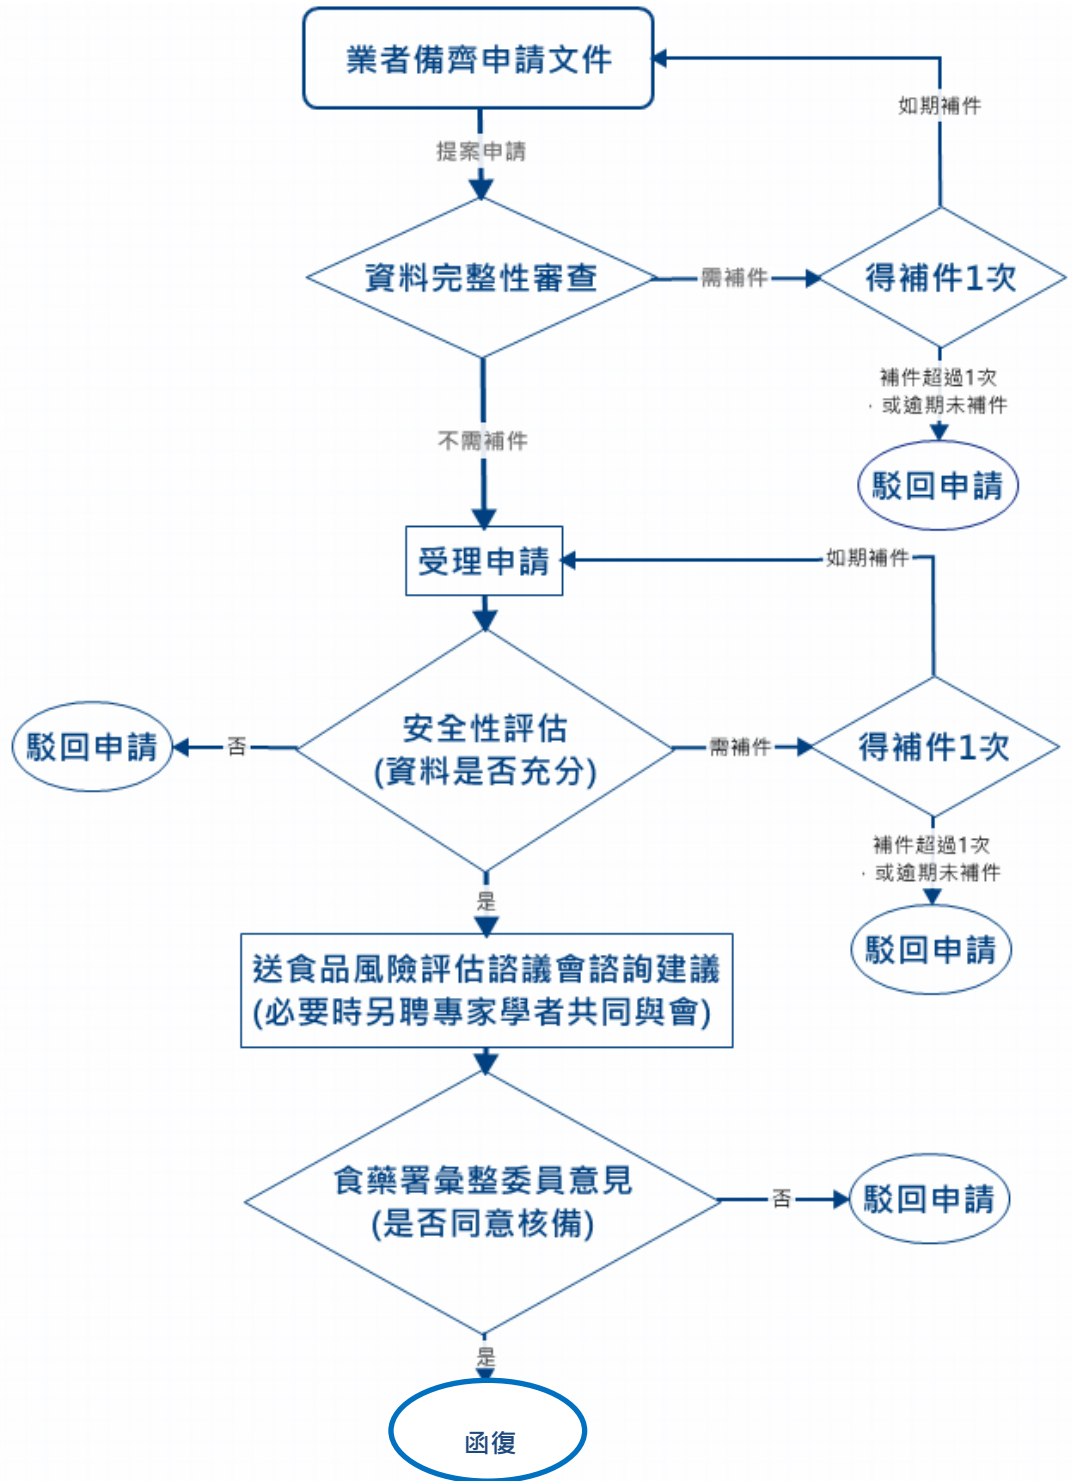 業者備齊申請文件
如期補件
提案申請
資料完整性審查
需補件
得補件1次
補件超過1次
，或逾期未補件
不需補件
駁回申請
受理申請
如期補件
安全性評估
(資料是否充分)
否
駁回申請
需補件
得補件1次
補件超過1次
，或逾期未補件
是
駁回申請
送食品風險評估諮議會諮詢建議
(必要時另聘專家學者共同與會)
食藥署彙整委員意見
(是否同意核備)
否
駁回申請
是
函復